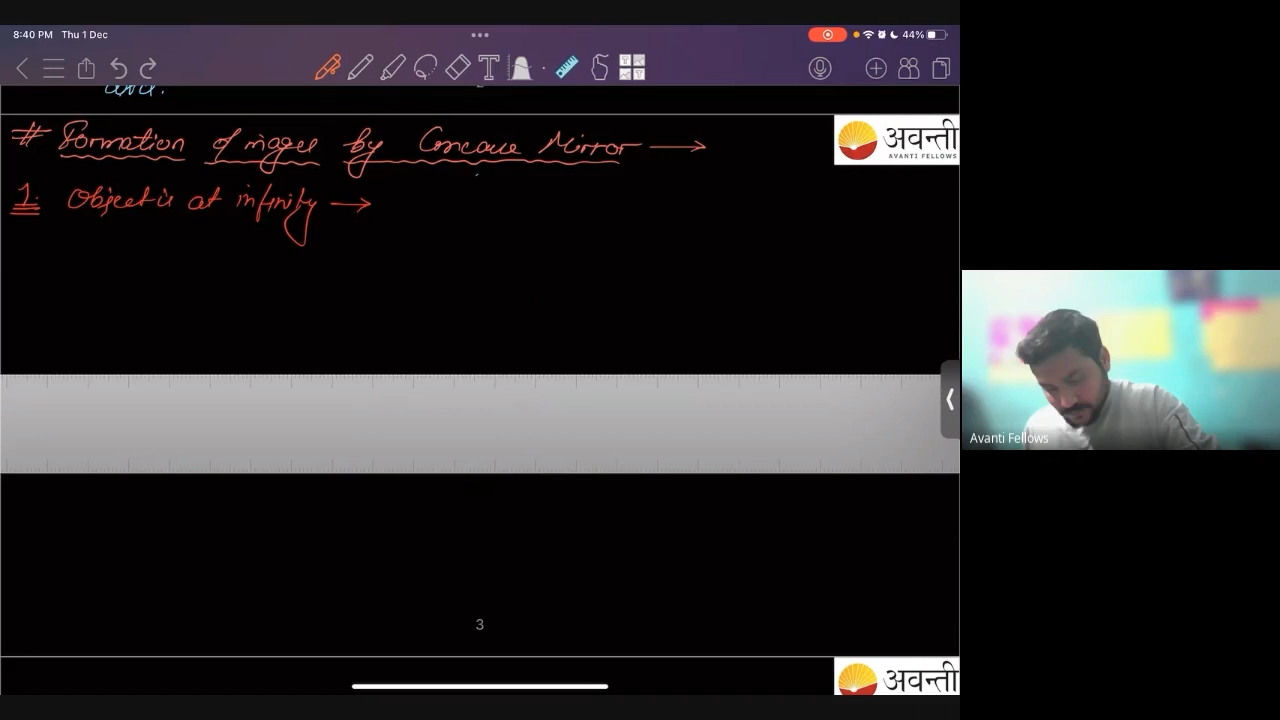 8:40 PM Thu 1 Dec
44%
# Formation of images by Concave Mirror →
अवन्ती
AVANTI FELLOWS
1. Object is at infinity →
Avanti Fellows
3
अवन्ती